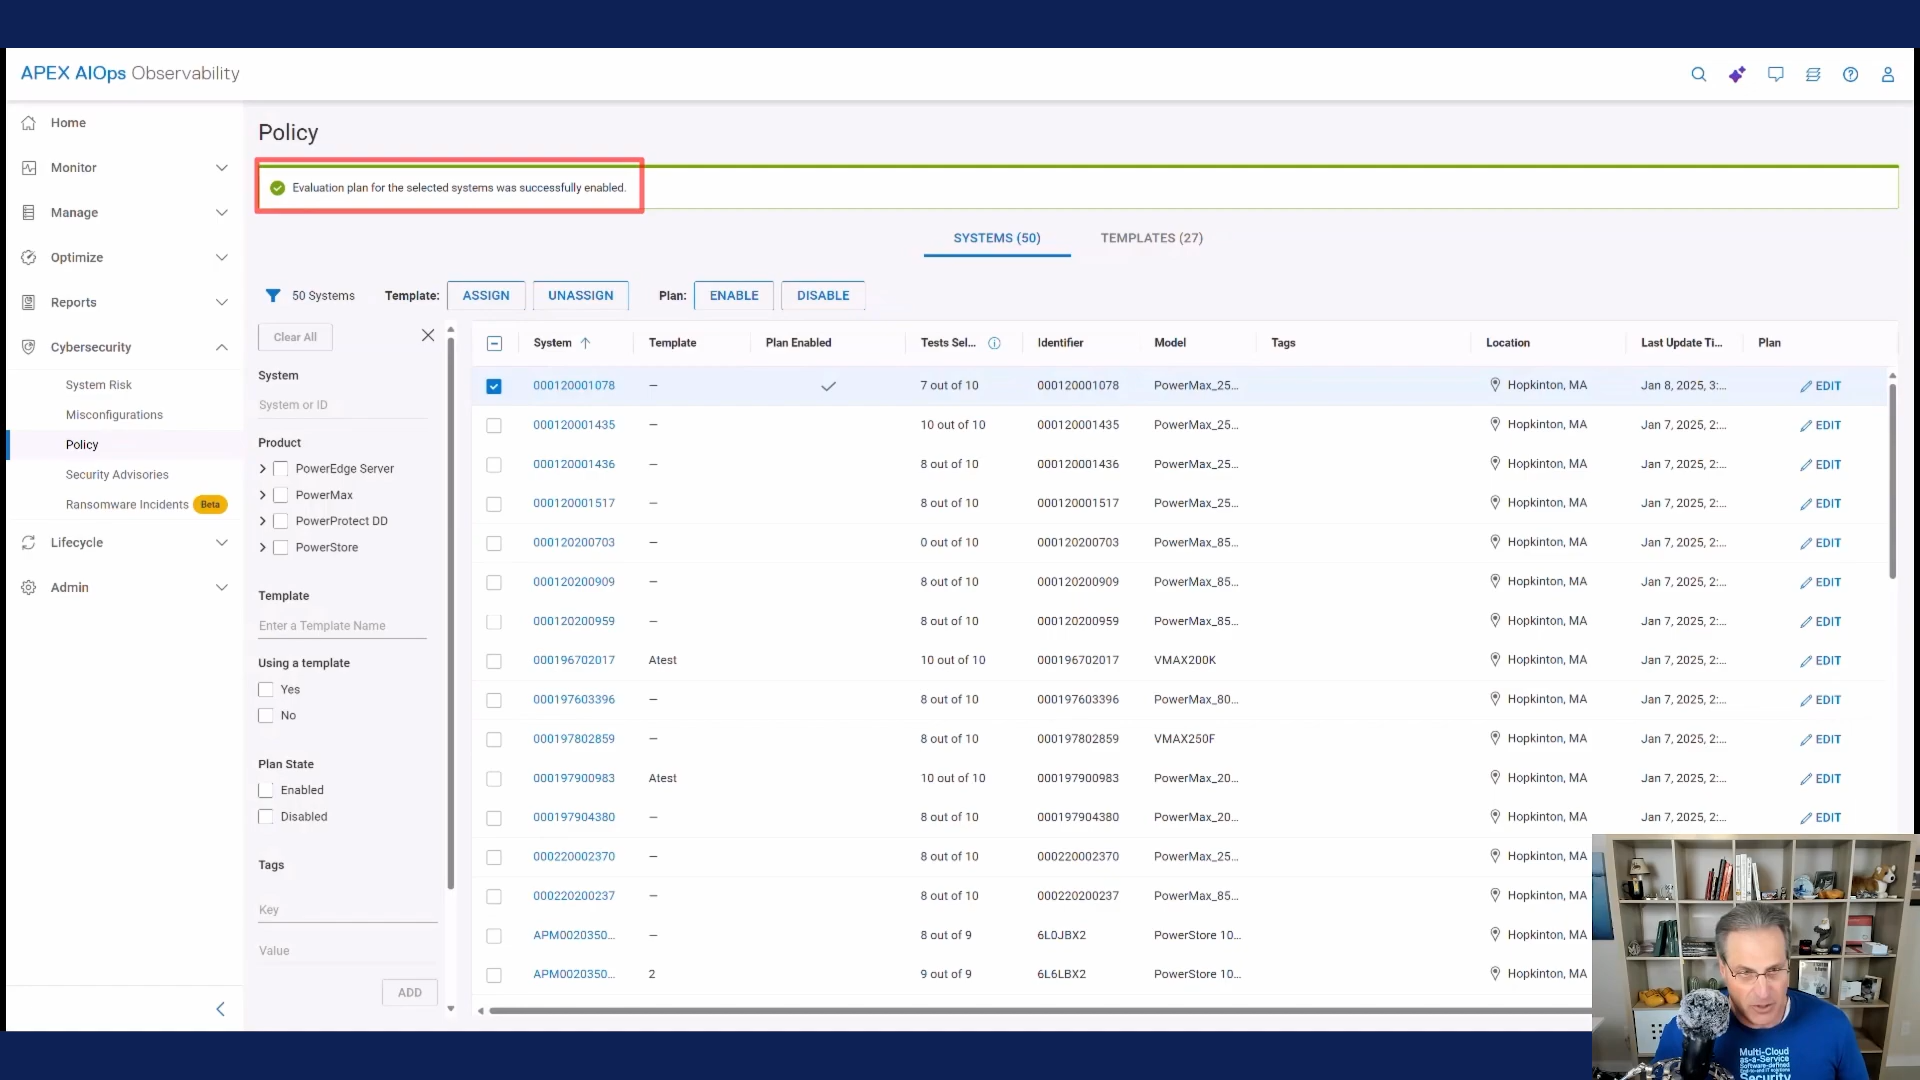 APEX AIOps Observability
Home
Monitor
Manage
Optimize
Reports
Cybersecurity
System Risk
Misconfigurations
Policy
Security Advisories
Ransomware Incidents Beta
Lifecycle
Admin
Policy
Evaluation plan for the selected systems was successfully enabled.
SYSTEMS (50) TEMPLATES (27)
50 Systems Template: ASSIGN UNASSIGN Plan: ENABLE DISABLE
Clear All
System
System or ID
Product
PowerEdge Server
PowerMax
PowerProtect DD
PowerStore
Template
Enter a Template Name
Using a template
Yes
No
Plan State
Enabled
Disabled
Tags
Key
Value
ADD
System Template Plan Enabled Tests Sel... Identifier Model Tags Location Last Update Ti... Plan
000120001078 — 7 out of 10 000120001078 PowerMax_25... Hopkinton, MA Jan 8, 2025, 3:... EDIT
000120001435 — 10 out of 10 000120001435 PowerMax_25... Hopkinton, MA Jan 7, 2025, 2:... EDIT
000120001436 — 8 out of 10 000120001436 PowerMax_25... Hopkinton, MA Jan 7, 2025, 2:... EDIT
000120001517 — 8 out of 10 000120001517 PowerMax_25... Hopkinton, MA Jan 7, 2025, 2:... EDIT
000120200703 — 0 out of 10 000120200703 PowerMax_85... Hopkinton, MA Jan 7, 2025, 2:... EDIT
000120200909 — 8 out of 10 000120200909 PowerMax_85... Hopkinton, MA Jan 7, 2025, 2:... EDIT
000120200959 — 8 out of 10 000120200959 PowerMax_85... Hopkinton, MA Jan 7, 2025, 2:... EDIT
000196702017 Atest 10 out of 10 000196702017 VMAX200K Hopkinton, MA Jan 7, 2025, 2:... EDIT
000197603396 — 8 out of 10 000197603396 PowerMax_80... Hopkinton, MA Jan 7, 2025, 2:... EDIT
000197802859 — 8 out of 10 000197802859 VMAX250F Hopkinton, MA Jan 7, 2025, 2:... EDIT
000197900983 Atest 10 out of 10 000197900983 PowerMax_20... Hopkinton, MA Jan 7, 2025, 2:... EDIT
000197904380 — 8 out of 10 000197904380 PowerMax_20... Hopkinton, MA Jan 7, 2025, 2:... EDIT
000220002370 — 8 out of 10 000220002370 PowerMax_25... Hopkinton, MA
000220200237 — 8 out of 10 000220200237 PowerMax_85... Hopkinton, MA
APM0020350... — 8 out of 9 6L0JBX2 PowerStore 10... Hopkinton, MA
APM0020350... 2 9 out of 9 6L6LBX2 PowerStore 10... Hopkinton, MA
Multi-Cloud
as-a-Service
Software-defined
Security